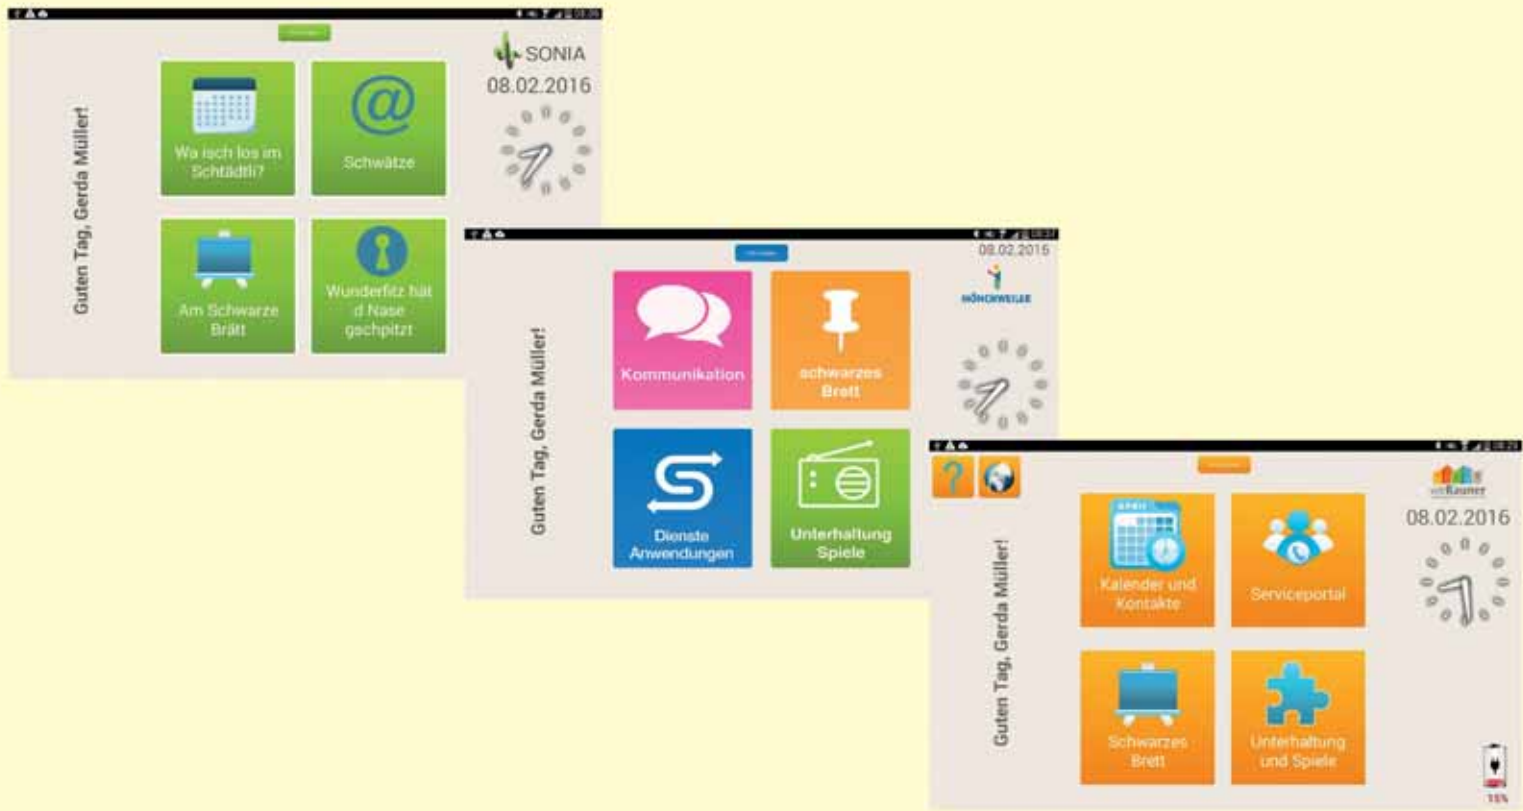 SONIA
08.02.2016
Guten Tag, Gerda Müller!
Wa isch los im
Schtädtli?
Schwätze
Am Schwarze
Brätt
Wunderfitz hät
d Nase
gschpitzt
08.02.2016
MÖNCHWEILER
Guten Tag, Gerda Müller!
Kommunikation
schwarzes
Brett
Dienste
Anwendungen
Unterhaltung
Spiele
08.02.2016
Guten Tag, Gerda Müller!
APRIL
Kalender und
Kontakte
Serviceportal
Schwarzes
Brett
Unterhaltung
und Spiele
15%